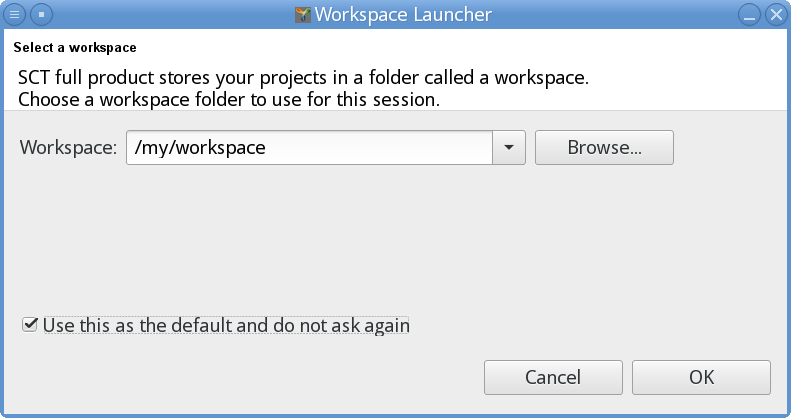 Workspace Launcher
Select a workspace
SCT full product stores your projects in a folder called a workspace.
Choose a workspace folder to use for this session.
Workspace: /my/workspace Browse...
Use this as the default and do not ask again
Cancel OK